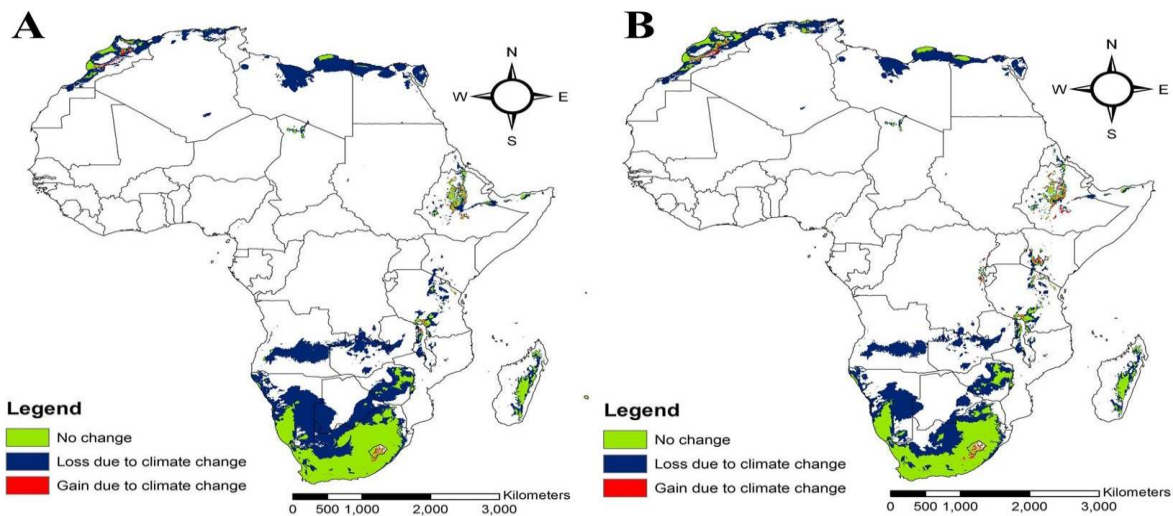 A
N
W E
S
Legend
No change
Loss due to climate change
Gain due to climate change
Kilometers
0 500 1,000 2,000 3,000
B
N
W E
S
Legend
No change
Loss due to climate change
Gain due to climate change
Kilometers
0 500 1,000 2,000 3,000